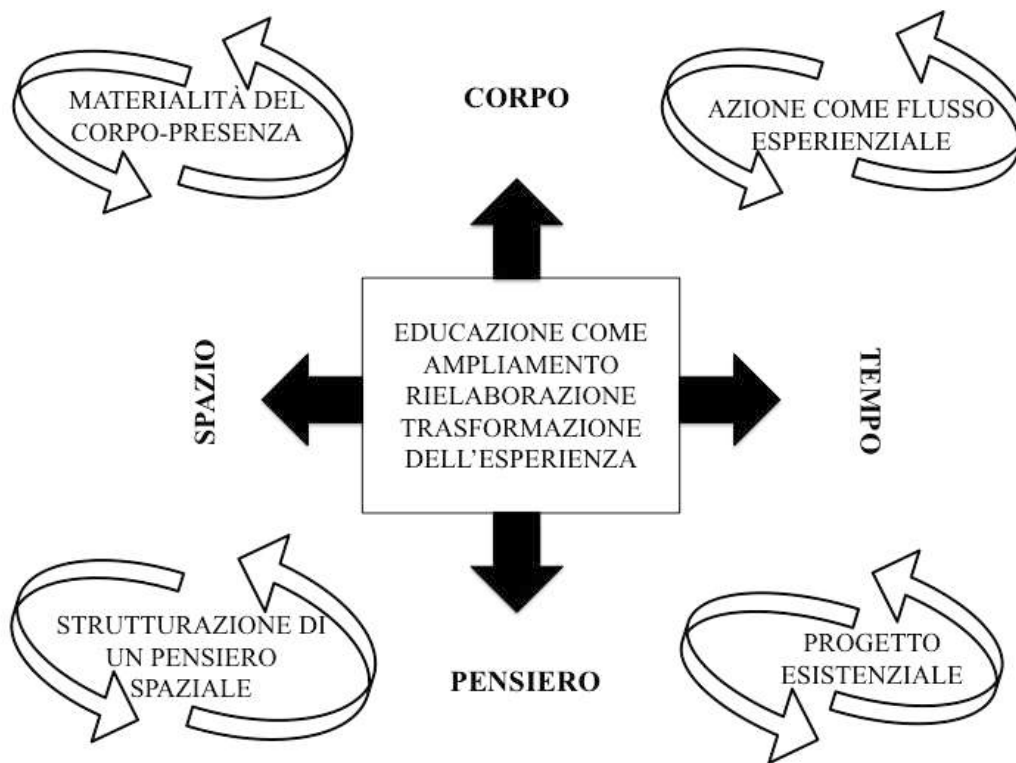 MATERIALITÀ DEL
CORPO-PRESENZA
CORPO
AZIONE COME FLUSSO
ESPERIENZIALE
SPAZIO
EDUCAZIONE COME
AMPLIAMENTO
RIELABORAZIONE
TRASFORMAZIONE
DELL’ESPERIENZA
TEMPO
STRUTTURAZIONE DI
UN PENSIERO
SPAZIALE
PENSIERO
PROGETTO
ESISTENZIALE